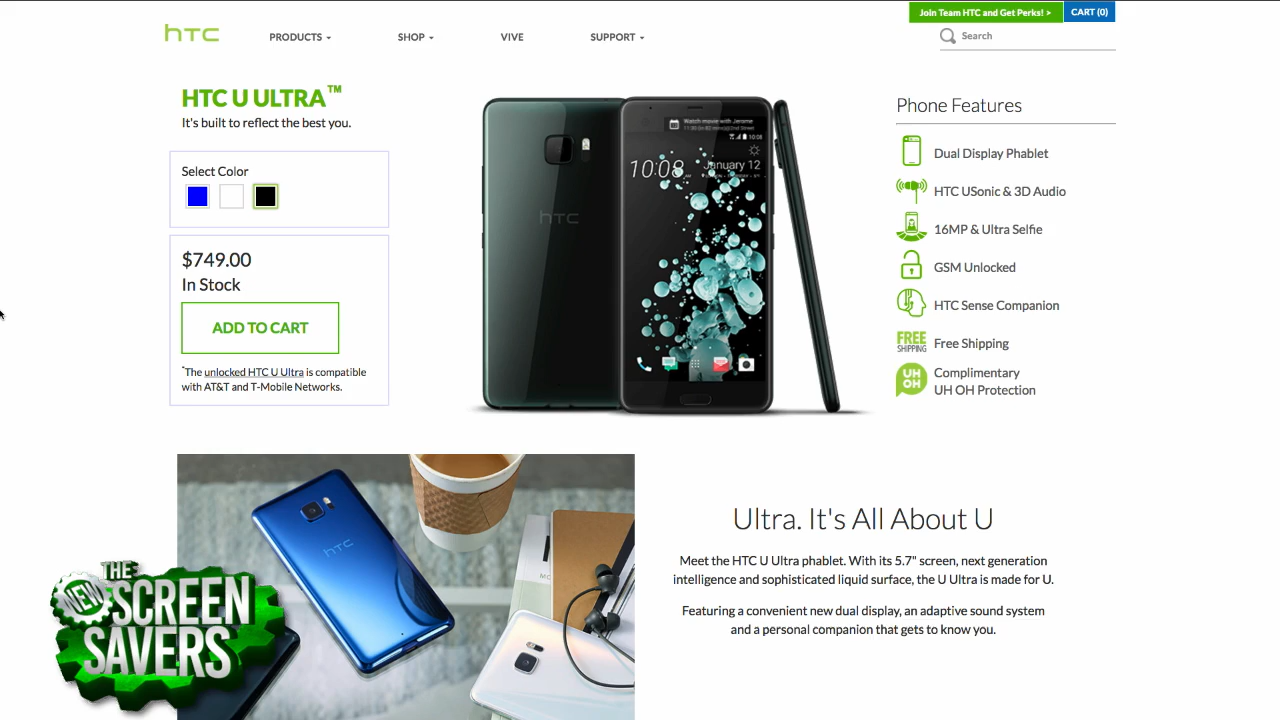 Join Team HTC and Get Perks! >
CART (0)
hTC
PRODUCTS
SHOP
VIVE
SUPPORT
Search
HTC U ULTRA™
It's built to reflect the best you.
Select Color
$749.00
In Stock
ADD TO CART
*The unlocked HTC U Ultra is compatible
with AT&T and T-Mobile Networks.
hTC
Watch movie with Jerome
10:08
10:08
January 12
Phone Features
Dual Display Phablet
HTC USonic & 3D Audio
16MP & Ultra Selfie
GSM Unlocked
HTC Sense Companion
FREE
SHIPPING
Free Shipping
UH
OH
Complimentary
UH OH Protection
hTC
Ultra. It's All About U
Meet the HTC U Ultra phablet. With its 5.7" screen, next generation
intelligence and sophisticated liquid surface, the U Ultra is made for U.
Featuring a convenient new dual display, an adaptive sound system
and a personal companion that gets to know you.
THE
NEW
SCREEN
SAVERS